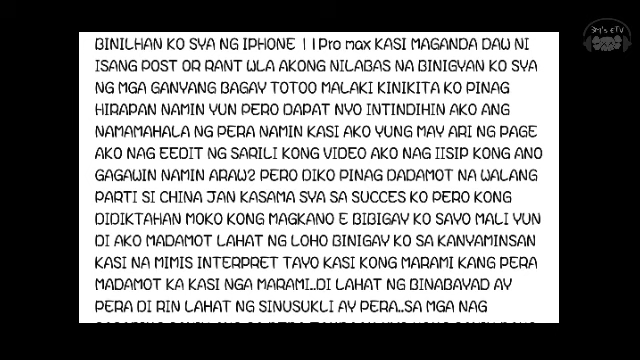 3M's eTV
BINILHAN KO SYA NG IPHONE 11Pro max KASI MAGANDA DAW NI
ISANG POST OR RANT WLA AKONG NILABAS NA BINIGYAN KO SYA
NG MGA GANYANG BAGAY TOTOO MALAKI KINIKITA KO PINAG
HIRAPAN NAMIN YUN PERO DAPAT NYO INTINDIHIN AKO ANG
NAMAMAHALA NG PERA NAMIN KASI AKO YUNG MAY ARI NG PAGE
AKO NAG EEDIT NG SARILI KONG VIDEO AKO NAG IISIP KONG ANO
GAGAWIN NAMIN ARAW2 PERO DIKO PINAG DADAMOT NA WALANG
PARTI SI CHINA JAN KASAMA SYA SA SUCCES KO PERO KONG
DIDIKTAHAN MOKO KONG MAGKANO E BIBIGAY KO SAYO MALI YUN
DI AKO MADAMOT LAHAT NG LOHO BINIGAY KO SA KANYAMINSAN
KASI NA MIMIS INTERPRET TAYO KASI KONG MARAMI KANG PERA
MADAMOT KA KASI NGA MARAMI..DI LAHAT NG BINABAYAD AY
PERA DI RIN LAHAT NG SINUSUKLI AY PERA..SA MGA NAG